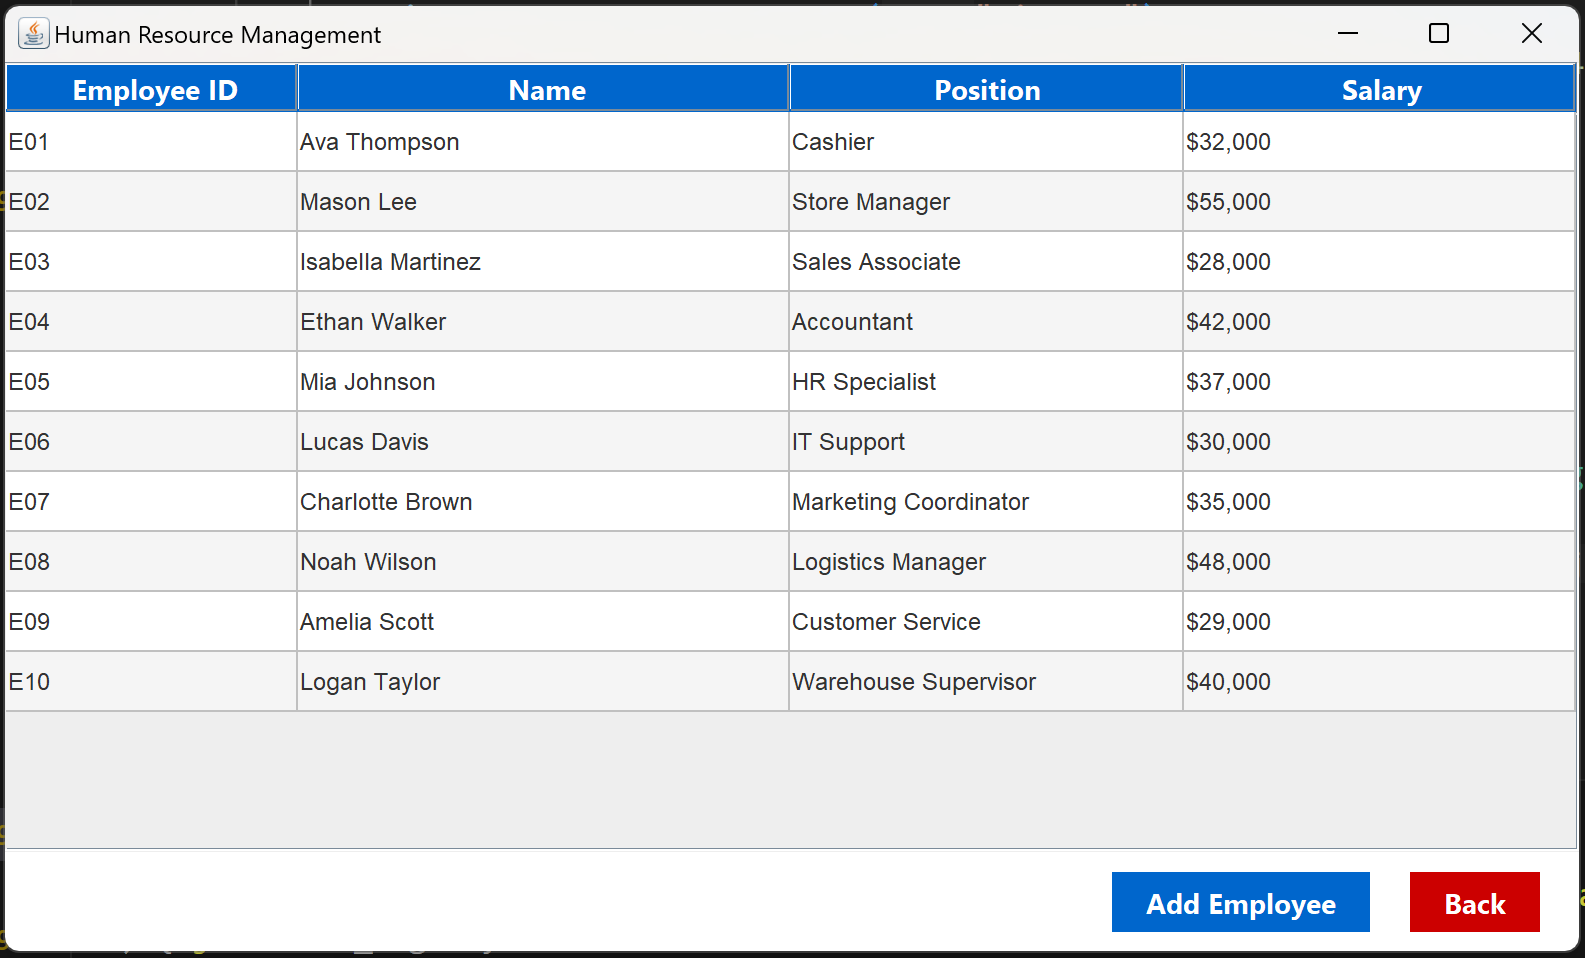 Human Resource Management
Employee ID Name Position Salary
E01 Ava Thompson Cashier $32,000
E02 Mason Lee Store Manager $55,000
E03 Isabella Martinez Sales Associate $28,000
E04 Ethan Walker Accountant $42,000
E05 Mia Johnson HR Specialist $37,000
E06 Lucas Davis IT Support $30,000
E07 Charlotte Brown Marketing Coordinator $35,000
E08 Noah Wilson Logistics Manager $48,000
E09 Amelia Scott Customer Service $29,000
E10 Logan Taylor Warehouse Supervisor $40,000
Add Employee Back